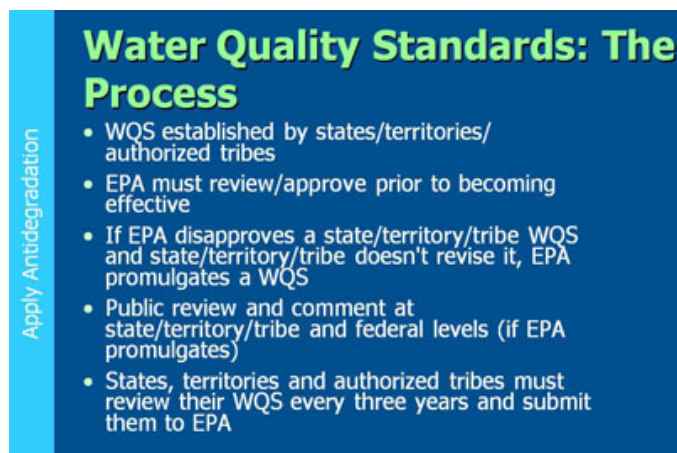 Water Quality Standards: The
Process
Apply Antidegradation
• WQS established by states/territories/
authorized tribes
• EPA must review/approve prior to becoming
effective
• If EPA disapproves a state/territory/tribe WQS
and state/territory/tribe doesn't revise it, EPA
promulgates a WQS
• Public review and comment at
state/territory/tribe and federal levels (if EPA
promulgates)
• States, territories and authorized tribes must
review their WQS every three years and submit
them to EPA